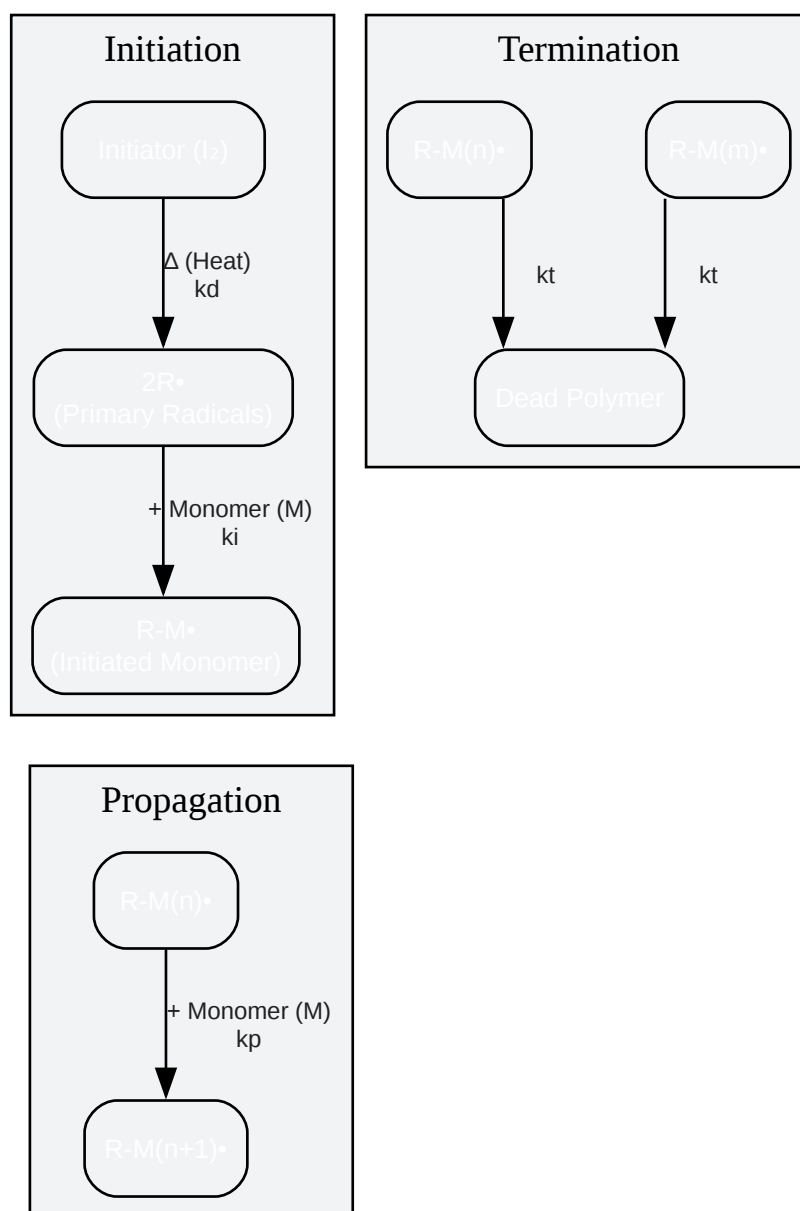 Initiation
Initiator (I₂)
Δ (Heat)
kd
2R•
(Primary Radicals)
+ Monomer (M)
ki
R-M•
(Initiated Monomer)
Termination
R-M(n)•
R-M(m)•
kt
kt
Dead Polymer
Propagation
R-M(n)•
+ Monomer (M)
kp
R-M(n+1)•